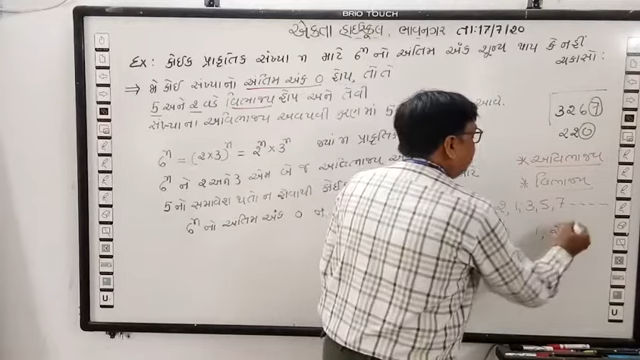 BRIO TOUCH
એકતા હાઈસ્કૂલ, ભાવનગર તા:17/7/20
Ex: કોઈક પ્રાકૃતિક સંખ્યા n માટે 6ⁿ નો અંતિમ અંક શૂન્ય થાય કે નહીં
ચકાસો:
⇒ જો કોઈ સંખ્યાનો અંતિમ અંક 0 હોય, તો તે
5 અને 2 વડે વિભાજ્ય હોય અને તેવી
સંખ્યાના અવિભાજ્ય અવયવી 5 આવે.
6ⁿ = (2×3)ⁿ = 2ⁿ × 3ⁿ જ્યાં n પ્રાકૃતિ
6ⁿ ને 2 અને 3 એમ બે જ અવિભાજ્ય
5 નો સમાવેશ થતો ન હોવાથી કોઈ
6ⁿ નો અંતિમ અંક 0 ન
3267
220
* અવિભાજ્ય
* વિભાજ્ય
2, 1, 3, 5, 7 ----
U
U